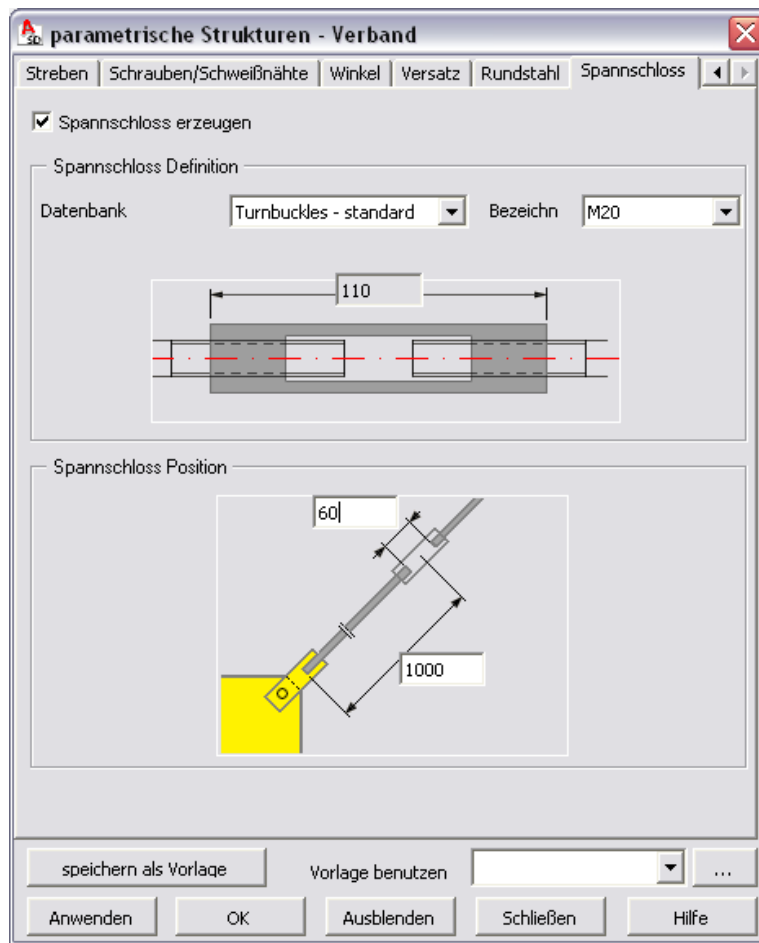 parametrische Strukturen - Verband
Streben Schrauben/Schweißnähte Winkel Versatz Rundstahl Spannschloss
Spannschloss erzeugen
Spannschloss Definition
Datenbank Turnbuckles - standard Bezeichn M20
110
Spannschloss Position
60
1000
speichern als Vorlage Vorlage benutzen ...
Anwenden OK Ausblenden Schließen Hilfe